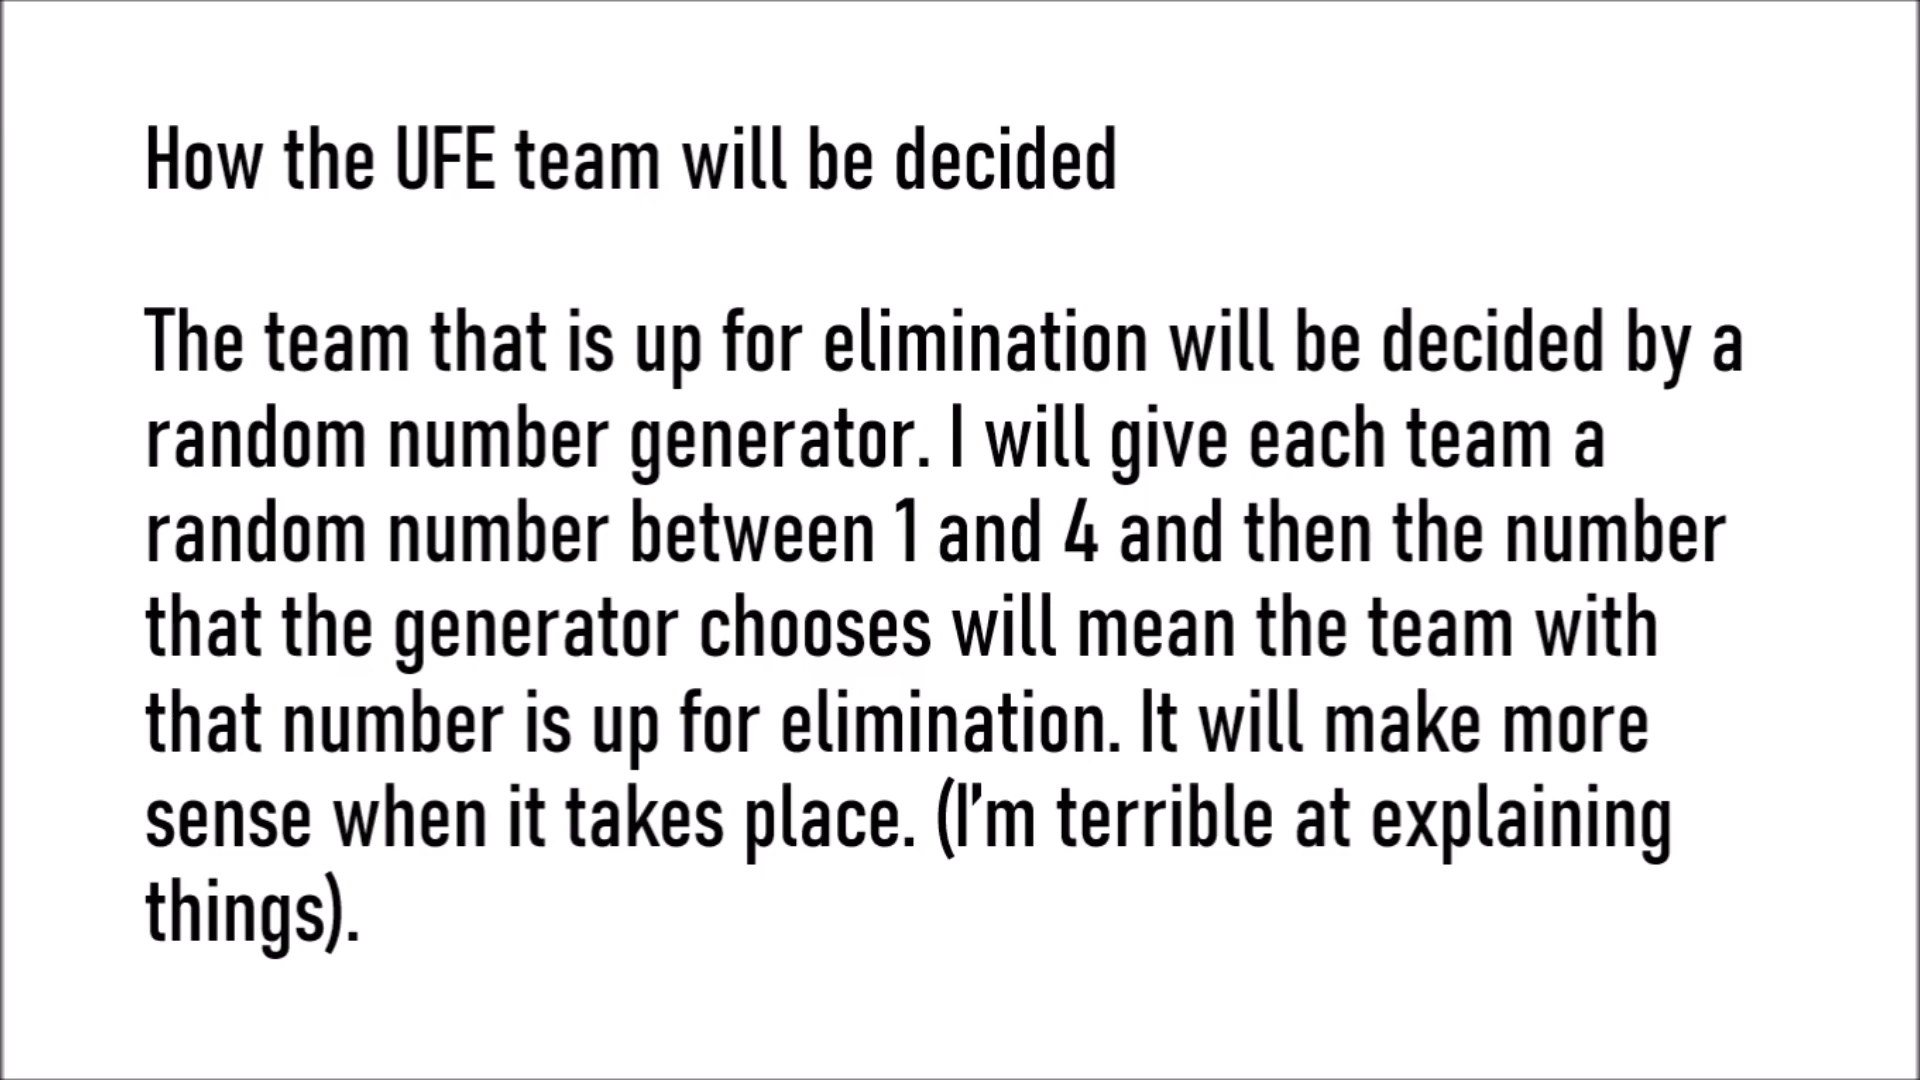 How the UFE team will be decided
The team that is up for elimination will be decided by a
random number generator. I will give each team a
random number between 1 and 4 and then the number
that the generator chooses will mean the team with
that number is up for elimination. It will make more
sense when it takes place. (I’m terrible at explaining
things).